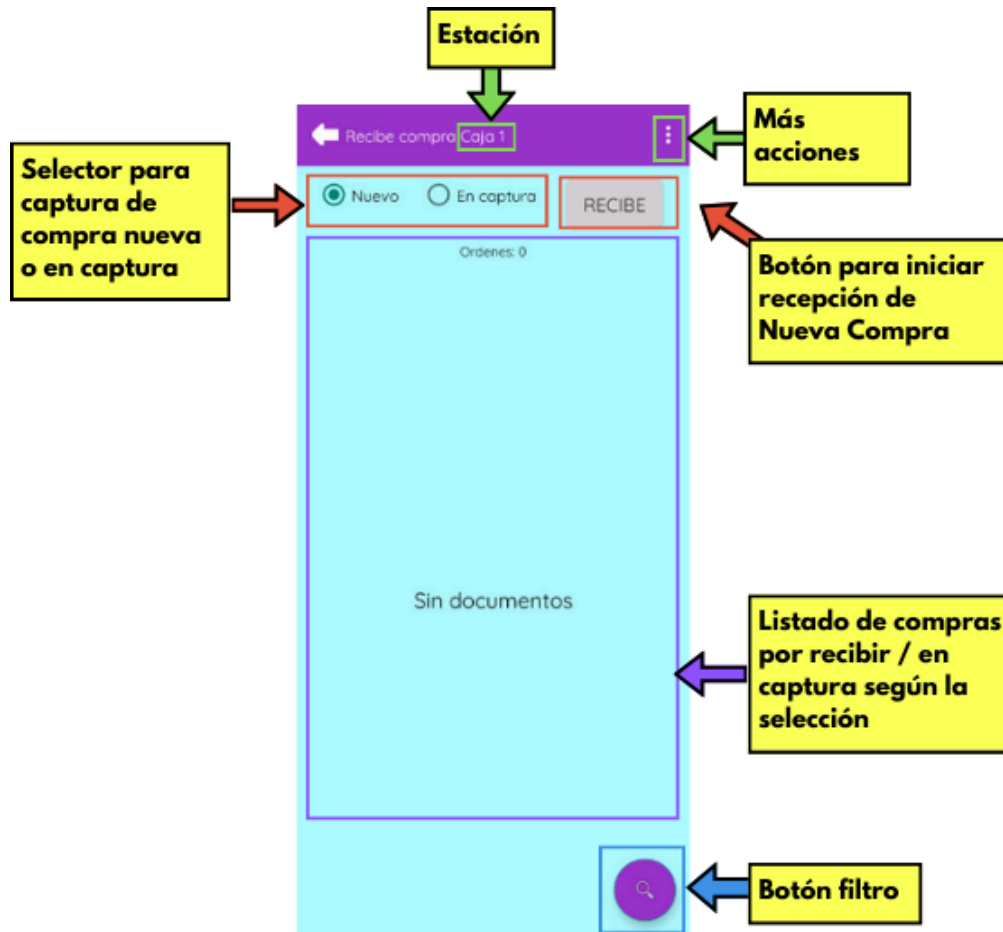 Estación
Recibe compra Caja 1
Más
acciones
Selector para
captura de
compra nueva
o en captura
Nuevo
En captura
RECIBE
Botón para iniciar
recepción de
Nueva Compra
Ordenes: 0
Sin documentos
Listado de compras
por recibir / en
captura según la
selección
Botón filtro